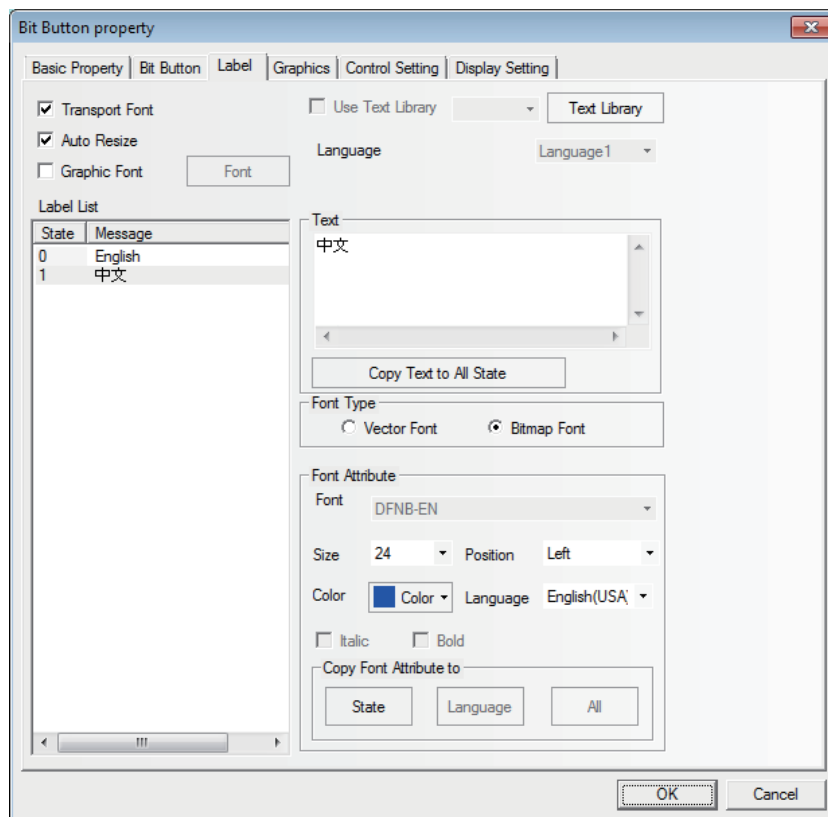 Bit Button property
Basic Property Bit Button Label Graphics Control Setting Display Setting
Transport Font
Auto Resize
Graphic Font Font
Use Text Library Text Library
Language Language1
Label List
State Message
0 English
1 中文
Text
中文
Copy Text to All State
Font Type
Vector Font Bitmap Font
Font Attribute
Font DFNB-EN
Size 24 Position Left
Color Color Language English(USA)
Italic Bold
Copy Font Attribute to
State Language All
OK Cancel